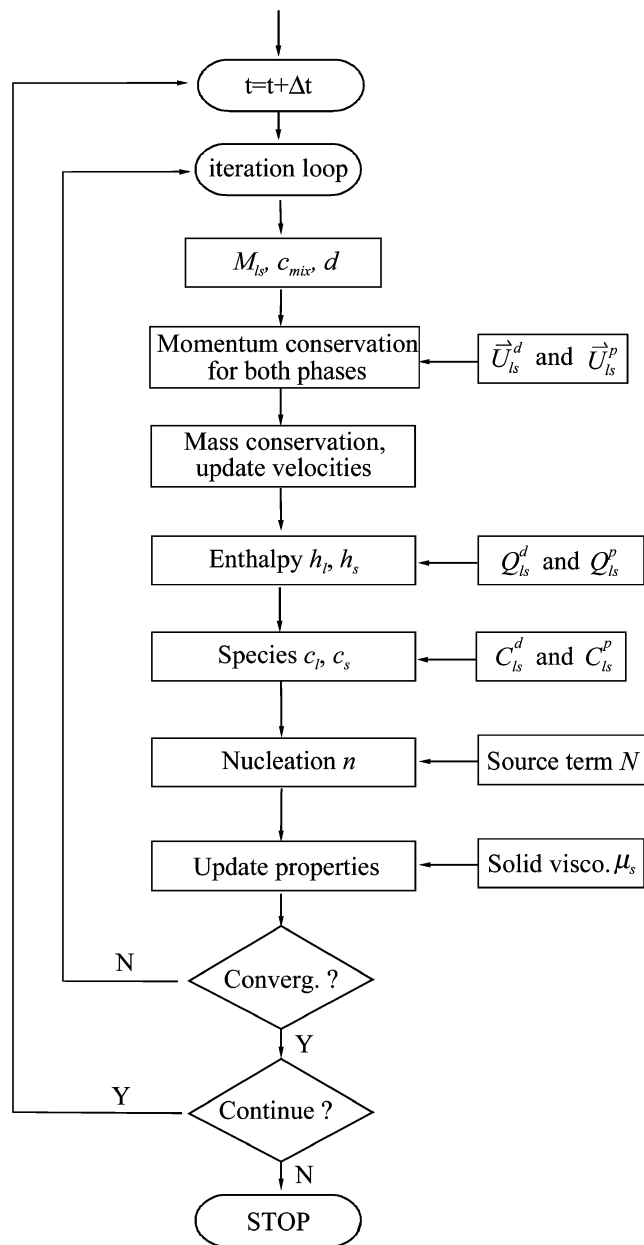 t=t+Δt
iteration loop
M_ls, c_mix, d
Momentum conservation
for both phases
U⃗_ls^d and U⃗_ls^p
Mass conservation,
update velocities
Enthalpy h_l, h_s
Q_ls^d and Q_ls^p
Species c_l, c_s
C_ls^d and C_ls^p
Nucleation n
Source term N
Update properties
Solid visco. μ_s
N
Converg. ?
Y
Y
Continue ?
N
STOP